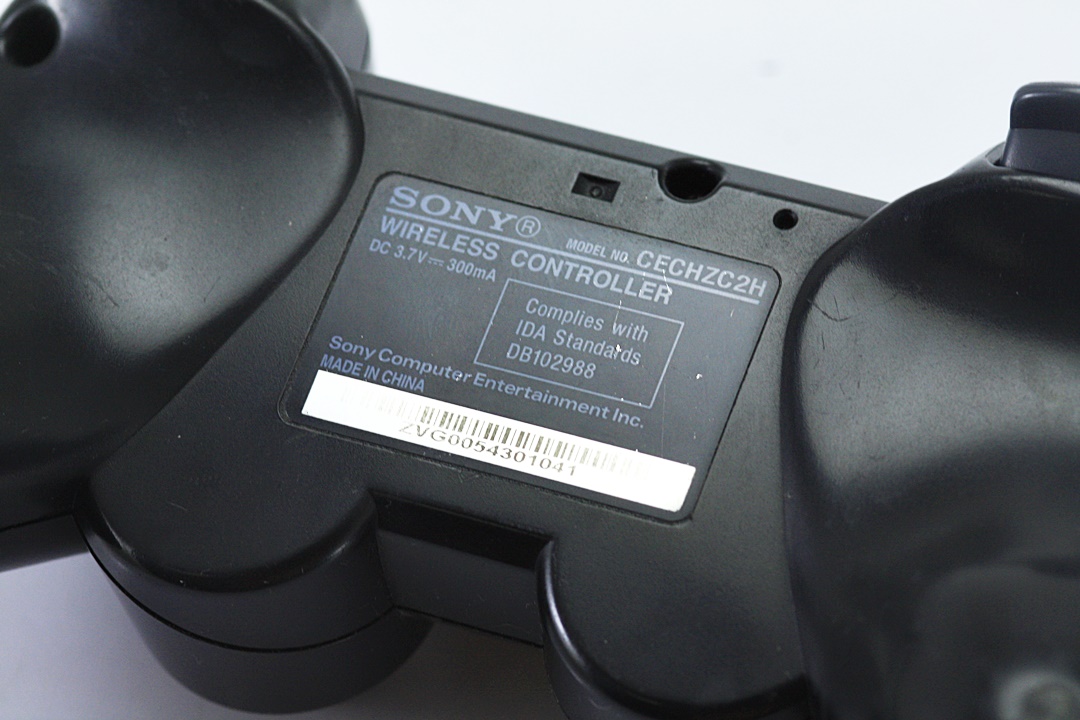 SONY®
MODEL NO. CECHZC2H
WIRELESS CONTROLLER
DC 3.7V⎓300mA
Complies with
IDA Standards
DB102988
Sony Computer Entertainment Inc.
MADE IN CHINA
ZVG0054301041